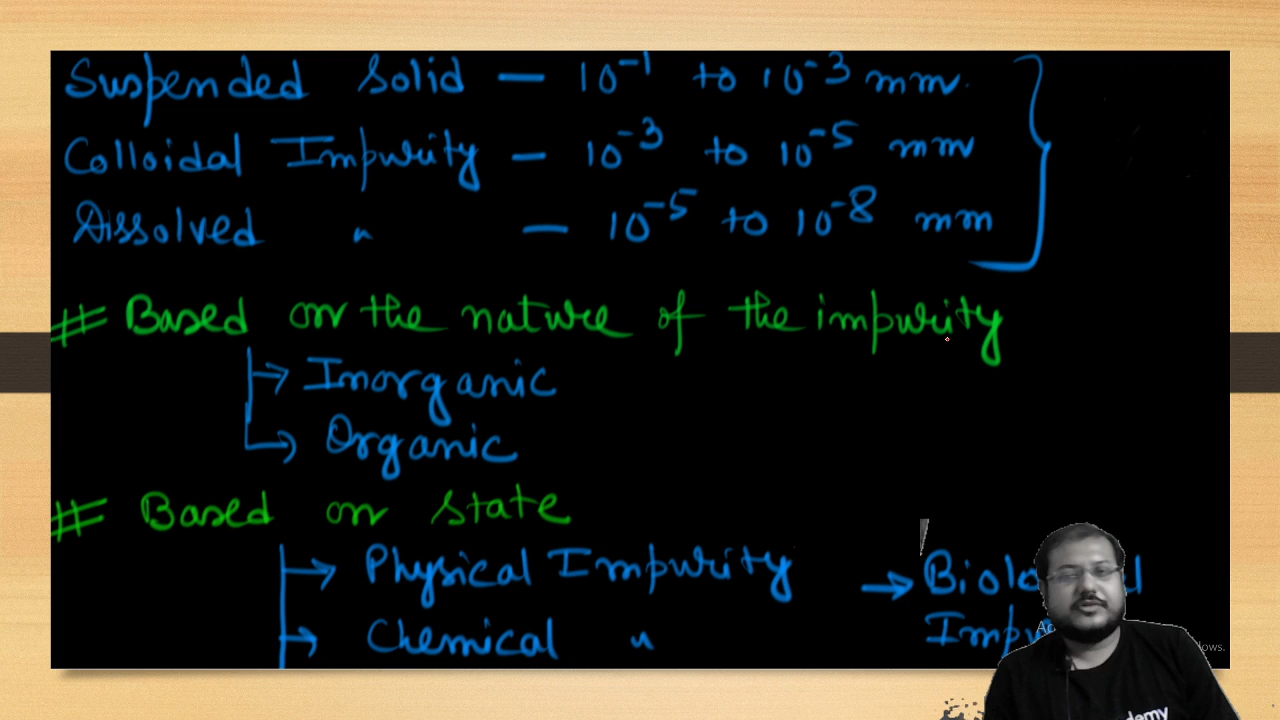 Suspended Solid — 10⁻¹ to 10⁻³ mm.
Colloidal Impurity — 10⁻³ to 10⁻⁵ mm
Dissolved " — 10⁻⁵ to 10⁻⁸ mm
# Based on the nature of the impurity
→ Inorganic
→ Organic
# Based on state
→ Physical Impurity
→ Chemical "
→